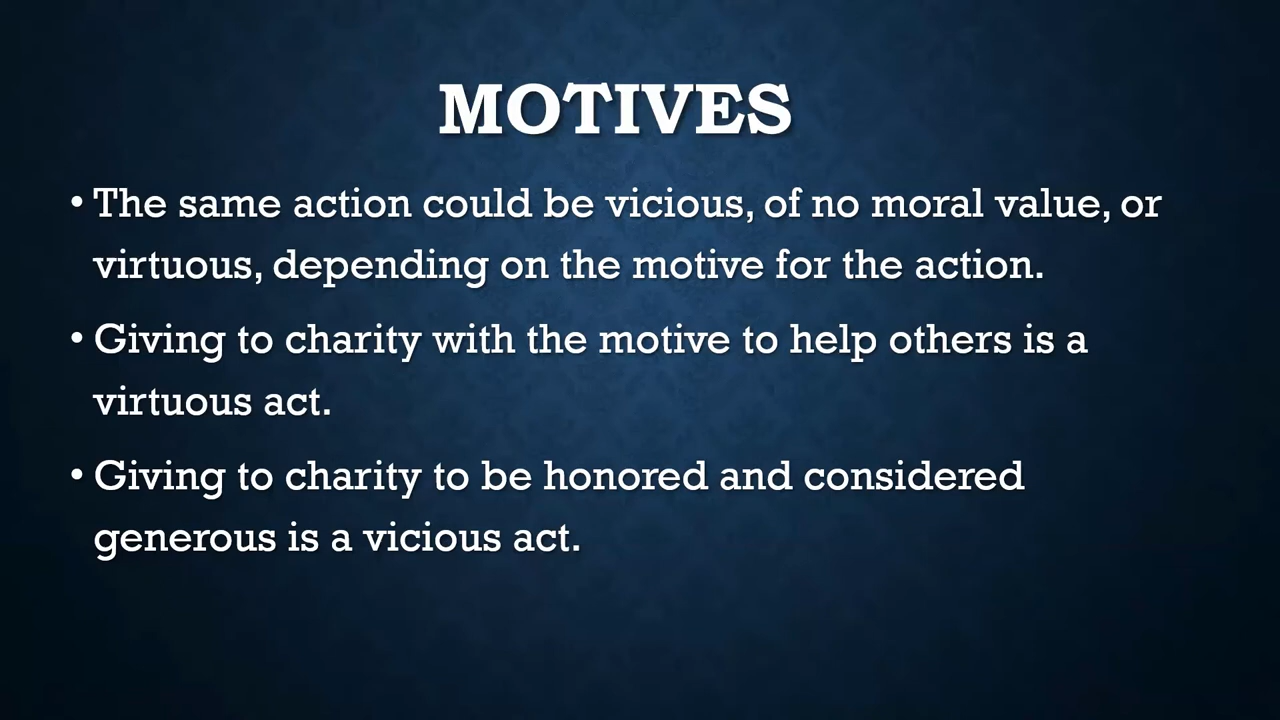 MOTIVES
• The same action could be vicious, of no moral value, or
virtuous, depending on the motive for the action.
• Giving to charity with the motive to help others is a
virtuous act.
• Giving to charity to be honored and considered
generous is a vicious act.